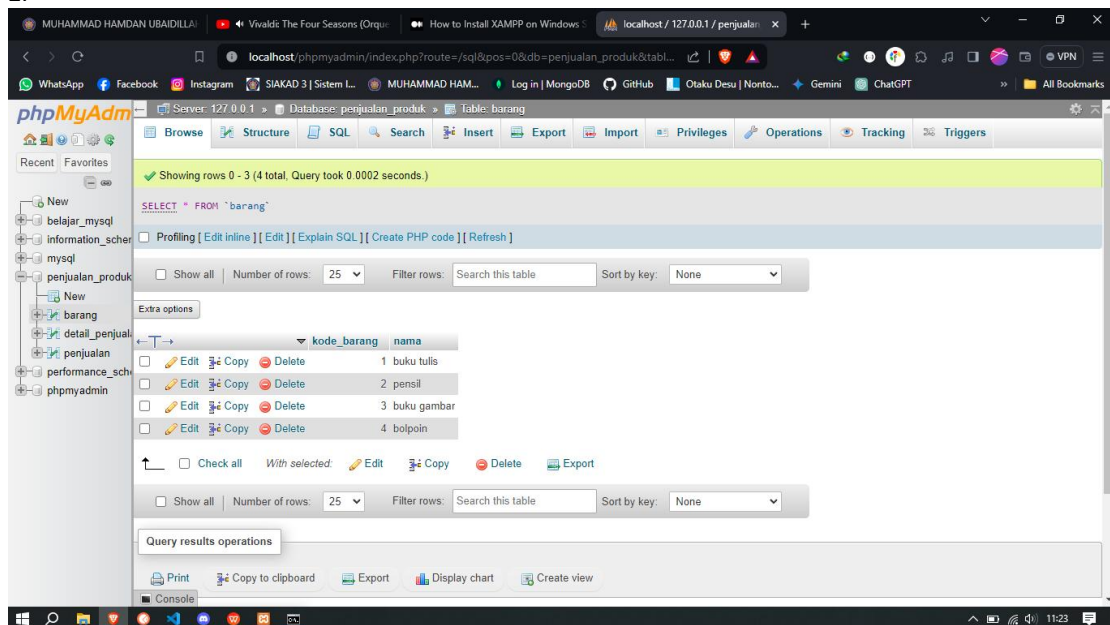 MUHAMMAD HAMDAN UBAIDILLA
Vivaldi: The Four Seasons (Orque
How to Install XAMPP on Windows S
localhost / 127.0.0.1 / penjualan
localhost/phpmyadmin/index.php?route=/sql&pos=0&db=penjualan_produk&tabl...
VPN
WhatsApp Facebook Instagram SIAKAD 3 | Sistem I... MUHAMMAD HAM... Log in | MongoDB GitHub Otaku Desu | Nonto... Gemini ChatGPT » All Bookmarks
phpMyAdm
Server: 127.0.0.1 » Database: penjualan_produk » Table: barang
Browse Structure SQL Search Insert Export Import Privileges Operations Tracking Triggers
Recent Favorites
New
belajar_mysql
information_scher
mysql
penjualan_produk
New
barang
detail_penjuala
penjualan
performance_sch
phpmyadmin
Showing rows 0 - 3 (4 total, Query took 0.0002 seconds.)
SELECT * FROM `barang`
Profiling [ Edit inline ] [ Edit ] [ Explain SQL ] [ Create PHP code ] [ Refresh ]
Show all | Number of rows: 25 Filter rows: Search this table Sort by key: None
Extra options
←T→ kode_barang nama
Edit Copy Delete 1 buku tulis
Edit Copy Delete 2 pensil
Edit Copy Delete 3 buku gambar
Edit Copy Delete 4 bolpoin
Check all With selected: Edit Copy Delete Export
Show all | Number of rows: 25 Filter rows: Search this table Sort by key: None
Query results operations
Print Copy to clipboard Export Display chart Create view
Console
11:23